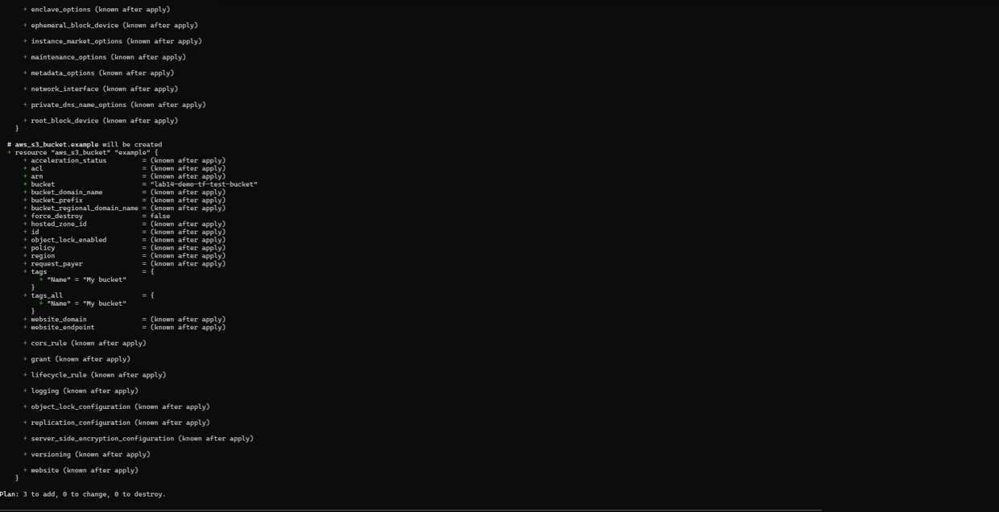 + enclave_options (known after apply)
+ ephemeral_block_device (known after apply)
+ instance_market_options (known after apply)
+ maintenance_options (known after apply)
+ metadata_options (known after apply)
+ network_interface (known after apply)
+ private_dns_name_options (known after apply)
+ root_block_device (known after apply)
}
# aws_s3_bucket.example will be created
+ resource "aws_s3_bucket" "example" {
+ acceleration_status = (known after apply)
+ acl = (known after apply)
+ arn = (known after apply)
+ bucket = "lab14-demo-tf-test-bucket"
+ bucket_domain_name = (known after apply)
+ bucket_prefix = (known after apply)
+ bucket_regional_domain_name = (known after apply)
+ force_destroy = false
+ hosted_zone_id = (known after apply)
+ id = (known after apply)
+ object_lock_enabled = (known after apply)
+ policy = (known after apply)
+ region = (known after apply)
+ request_payer = (known after apply)
+ tags = {
+ "Name" = "My bucket"
}
+ tags_all = {
+ "Name" = "My bucket"
}
+ website_domain = (known after apply)
+ website_endpoint = (known after apply)
+ cors_rule (known after apply)
+ grant (known after apply)
+ lifecycle_rule (known after apply)
+ logging (known after apply)
+ object_lock_configuration (known after apply)
+ replication_configuration (known after apply)
+ server_side_encryption_configuration (known after apply)
+ versioning (known after apply)
+ website (known after apply)
}
Plan: 3 to add, 0 to change, 0 to destroy.